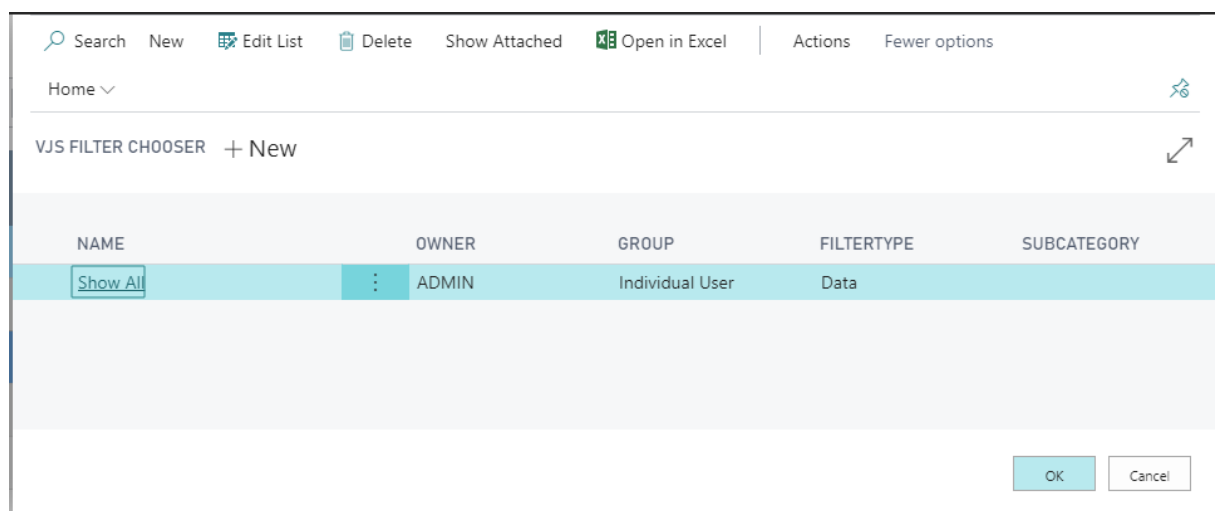 Search New Edit List Delete Show Attached Open in Excel Actions Fewer options
Home
VJS FILTER CHOOSER + New
NAME OWNER GROUP FILTERTYPE SUBCATEGORY
Show All ADMIN Individual User Data
OK Cancel